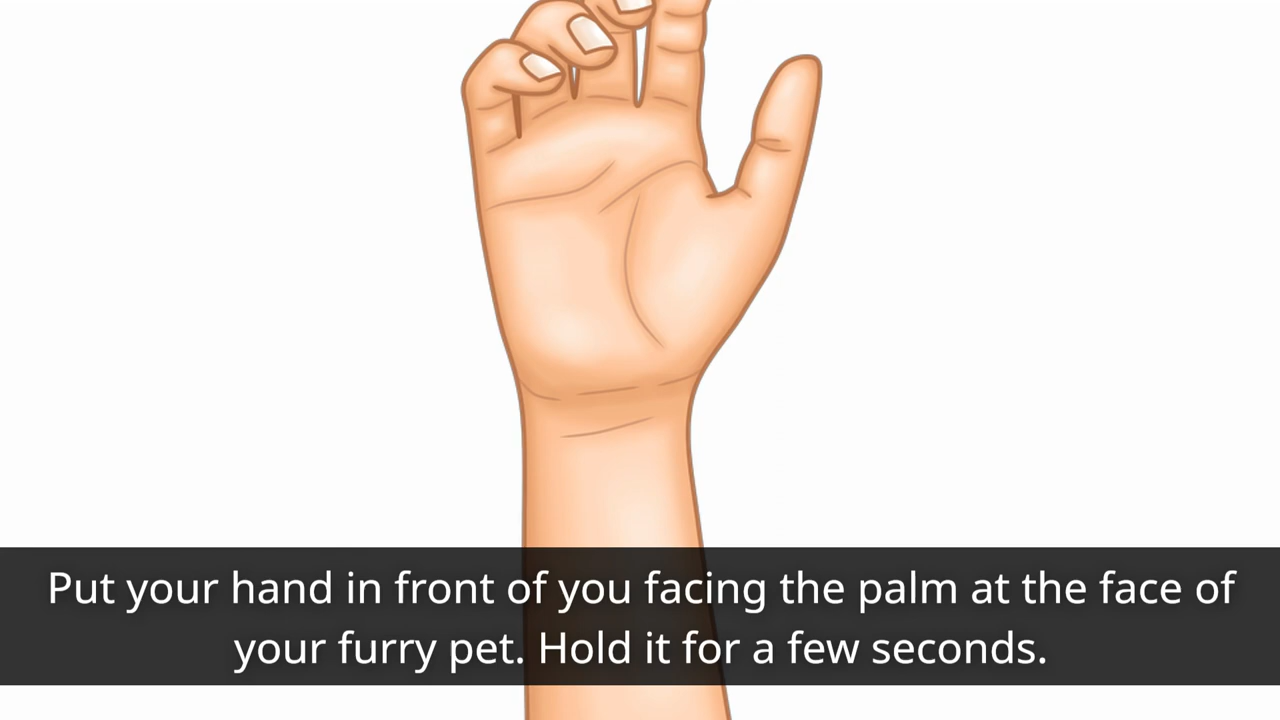 Put your hand in front of you facing the palm at the face of
your furry pet. Hold it for a few seconds.